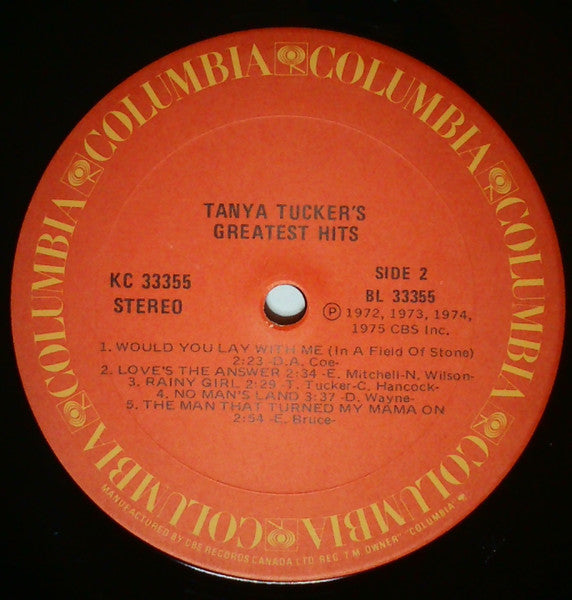 COLUMBIA COLUMBIA COLUMBIA COLUMBIA COLUMBIA COLUMBIA
TANYA TUCKER'S
GREATEST HITS
KC 33355
STEREO
SIDE 2
BL 33355
Ⓟ 1972, 1973, 1974,
1975 CBS Inc.
1. WOULD YOU LAY WITH ME (In A Field Of Stone)
2:23 -D.A. Coe-
2. LOVE'S THE ANSWER 2:34 -E. Mitchell-N. Wilson-
3. RAINY GIRL 2:29 -T. Tucker-C. Hancock-
4. NO MAN'S LAND 3:37 -D. Wayne-
5. THE MAN THAT TURNED MY MAMA ON
2:54 -E. Bruce-
MANUFACTURED BY CBS RECORDS CANADA LTD REG. T.M. OWNER "COLUMBIA"